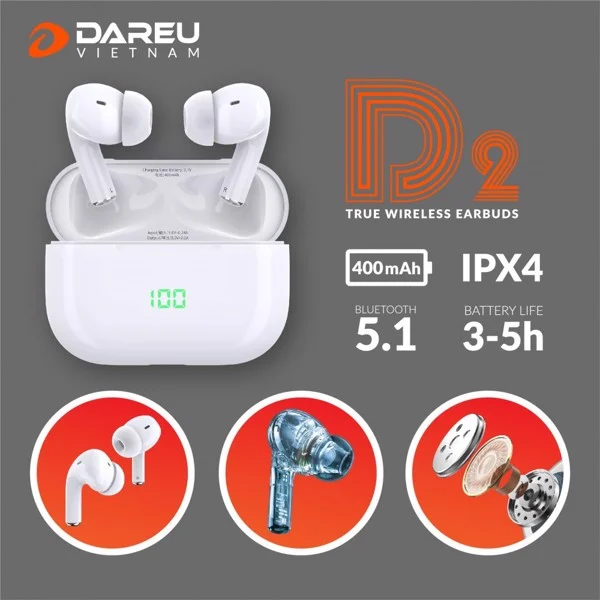 DAREU
VIETNAM
D2
TRUE WIRELESS EARBUDS
400mAh
IPX4
BLUETOOTH
5.1
BATTERY LIFE
3-5h
100